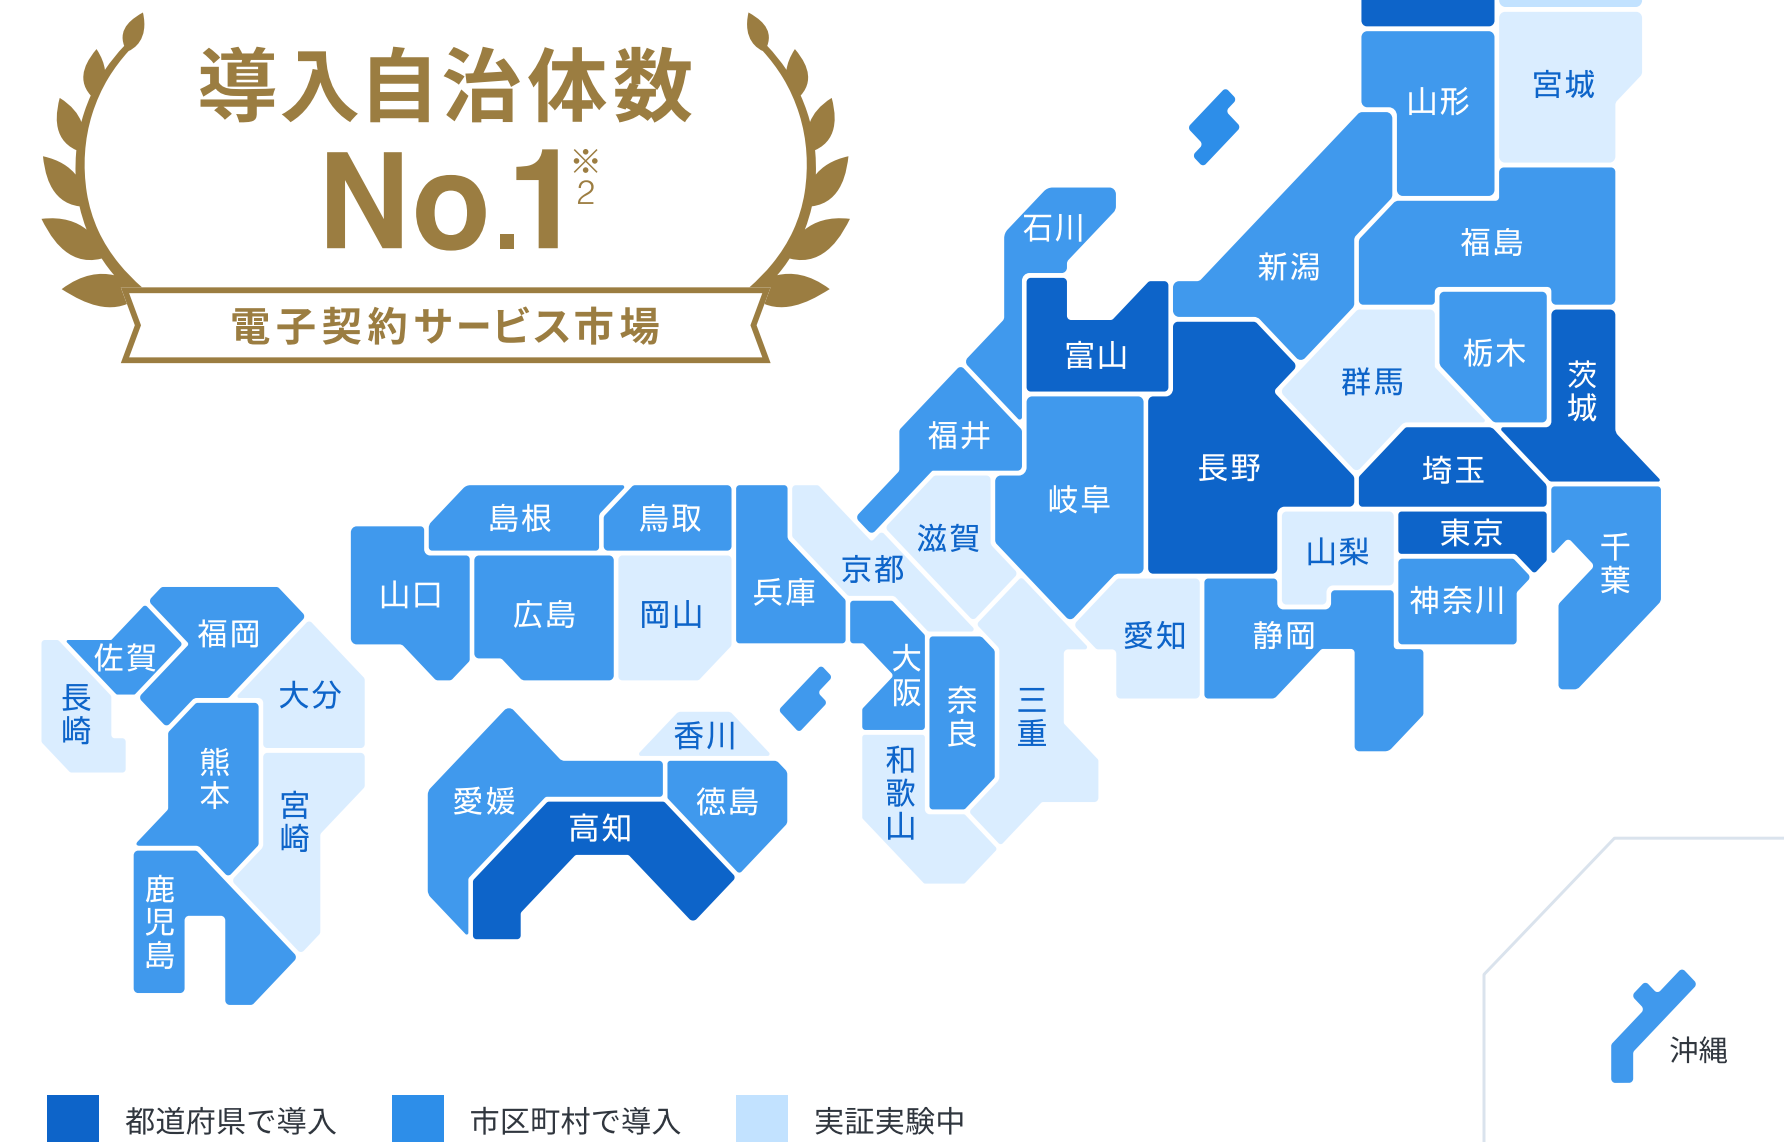 導入自治体数
No.1※2
電子契約サービス市場
宮城
山形
福島
石川
新潟
富山
栃木
群馬
茨城
福井
長野
埼玉
岐阜
島根
鳥取
滋賀
東京
山梨
千葉
京都
山口
兵庫
広島
岡山
神奈川
福岡
愛知
静岡
佐賀
大阪
長崎
大分
奈良
三重
香川
熊本
和歌山
愛媛
徳島
宮崎
高知
鹿児島
沖縄
都道府県で導入
市区町村で導入
実証実験中